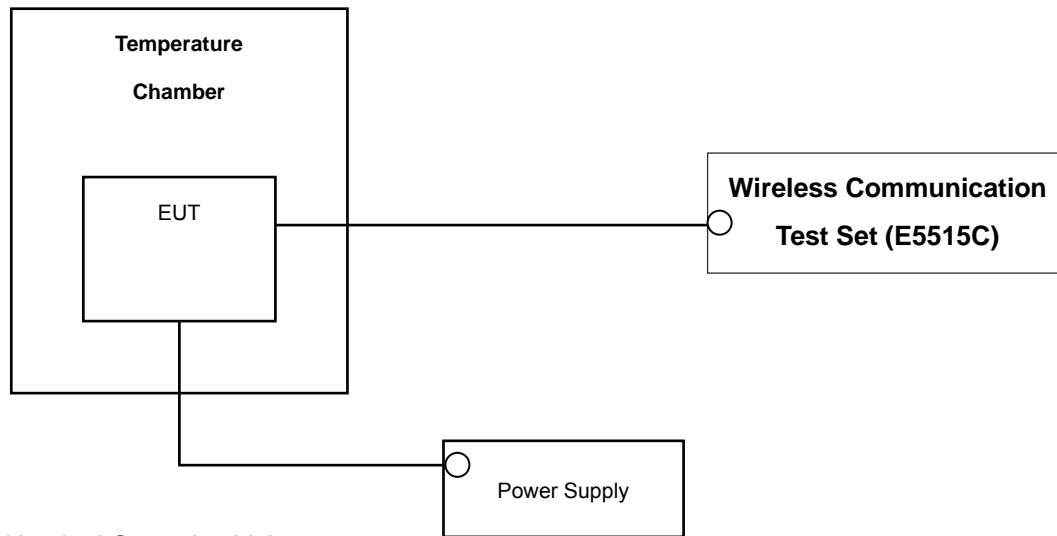 Temperature
Chamber
EUT
Wireless Communication
Test Set (E5515C)
Power Supply